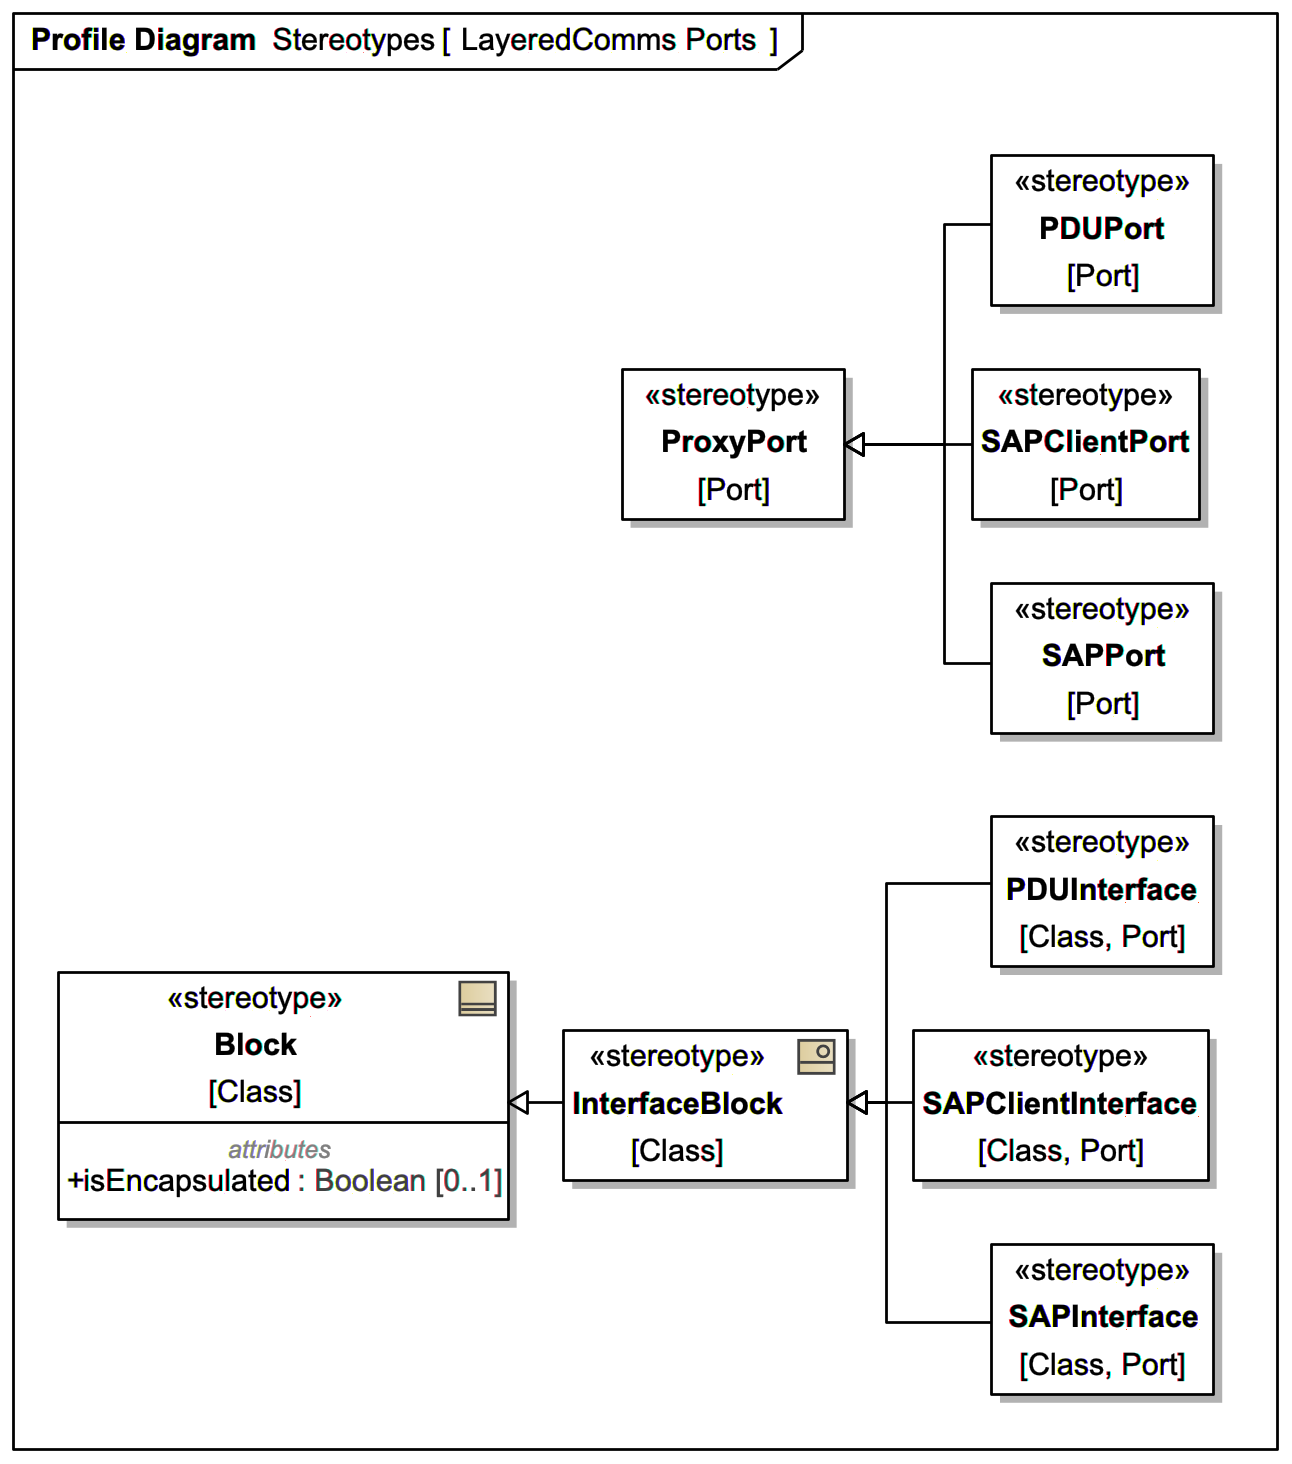 Profile Diagram Stereotypes [ LayeredComms Ports ]
«stereotype»
PDUPort
[Port]
«stereotype»
ProxyPort
[Port]
«stereotype»
SAPClientPort
[Port]
«stereotype»
SAPPort
[Port]
«stereotype»
PDUInterface
[Class, Port]
«stereotype»
Block
[Class]
attributes
+isEncapsulated : Boolean [0..1]
«stereotype»
InterfaceBlock
[Class]
«stereotype»
SAPClientInterface
[Class, Port]
«stereotype»
SAPInterface
[Class, Port]